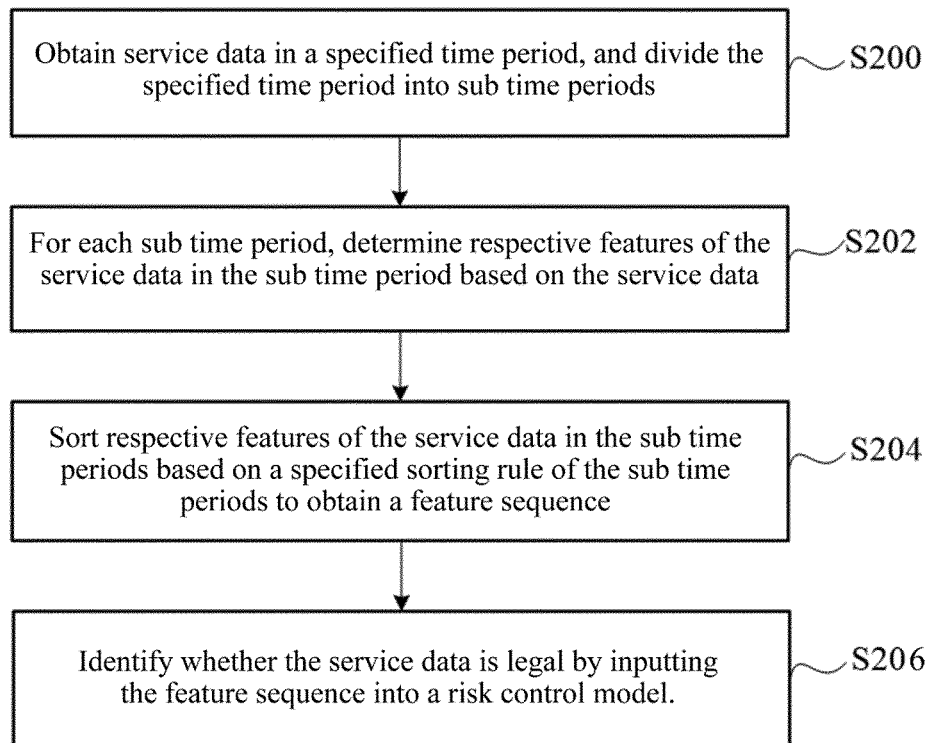 Obtain service data in a specified time period, and divide the
specified time period into sub time periods
S200
For each sub time period, determine respective features of the
service data in the sub time period based on the service data
S202
Sort respective features of the service data in the sub time
periods based on a specified sorting rule of the sub time
periods to obtain a feature sequence
S204
Identify whether the service data is legal by inputting
the feature sequence into a risk control model.
S206